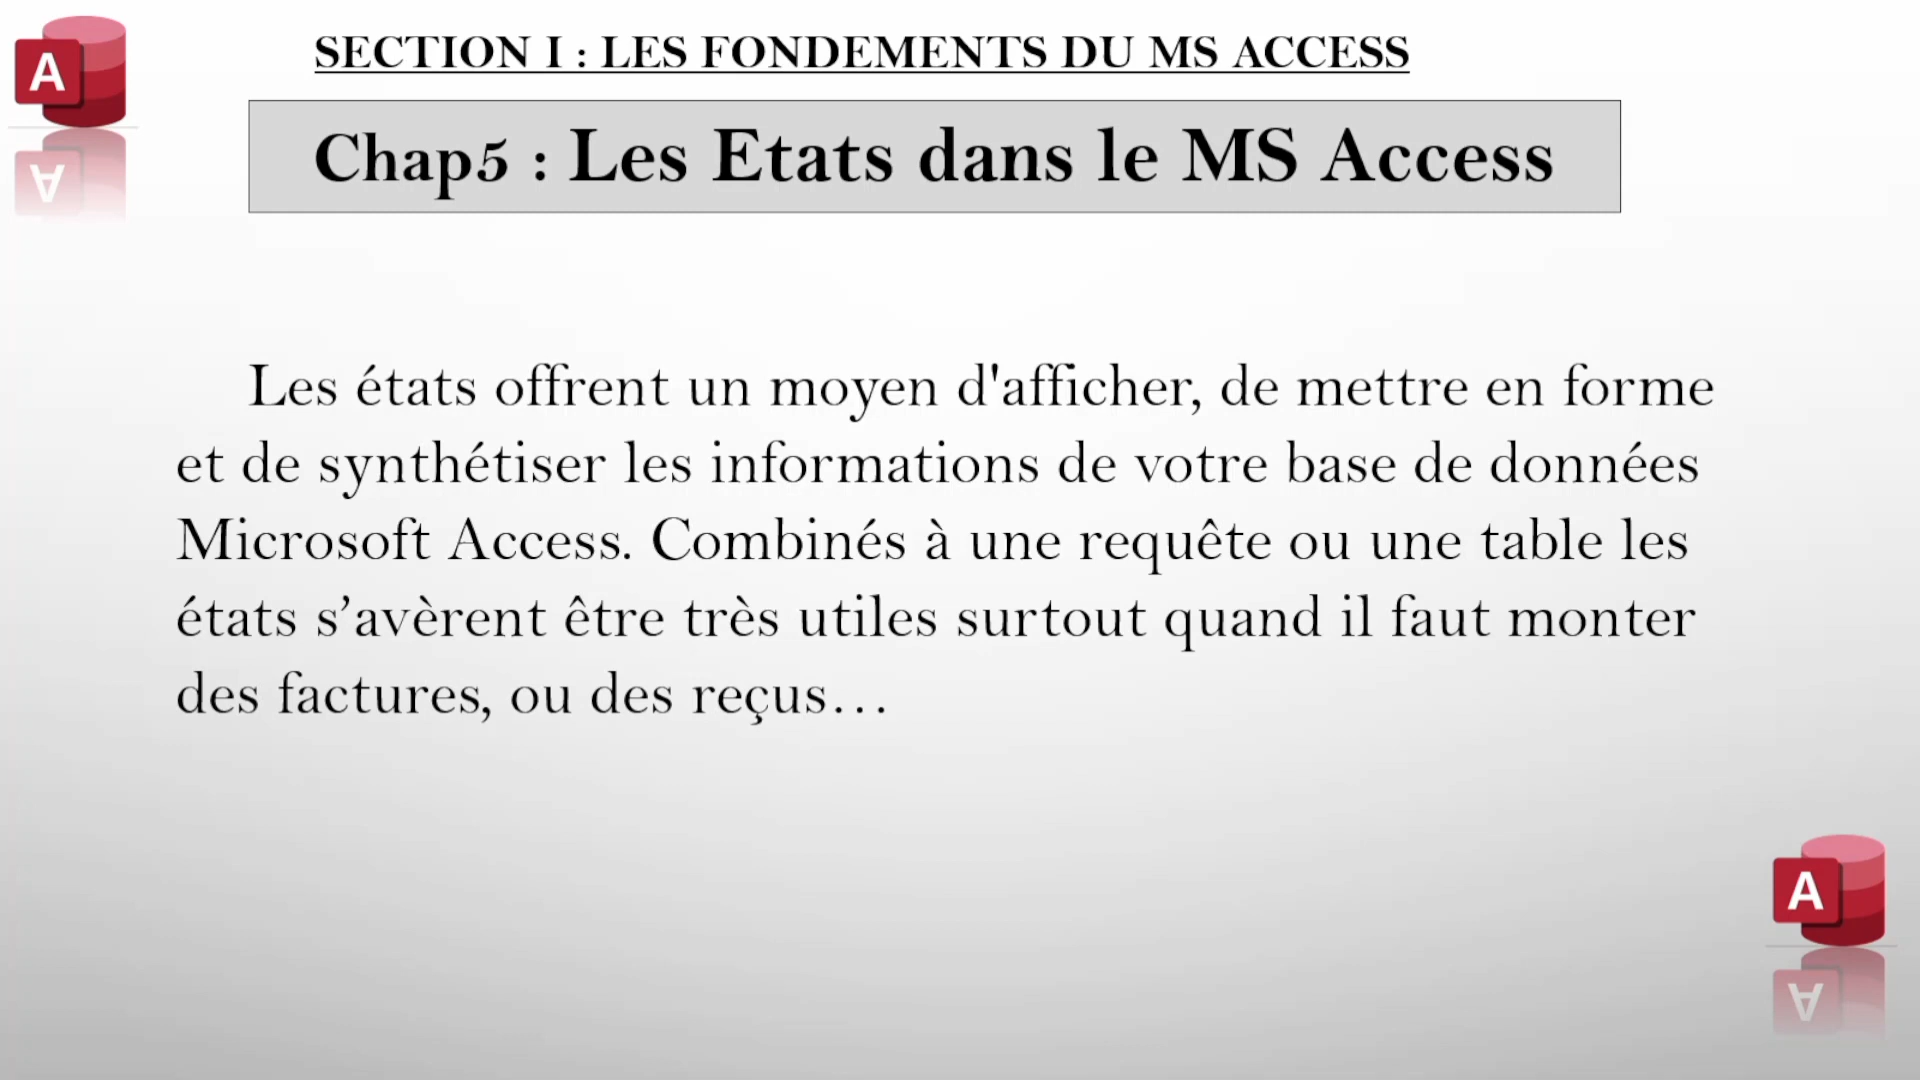 A
SECTION I : LES FONDEMENTS DU MS ACCESS
Chap5 : Les Etats dans le MS Access
Les états offrent un moyen d'afficher, de mettre en forme
et de synthétiser les informations de votre base de données
Microsoft Access. Combinés à une requête ou une table les
états s’avèrent être très utiles surtout quand il faut monter
des factures, ou des reçus…
A